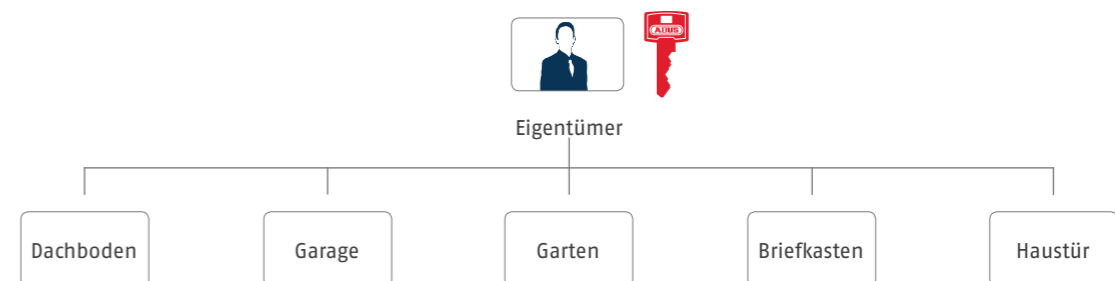 ABUS
Eigentümer
Dachboden
Garage
Garten
Briefkasten
Haustür